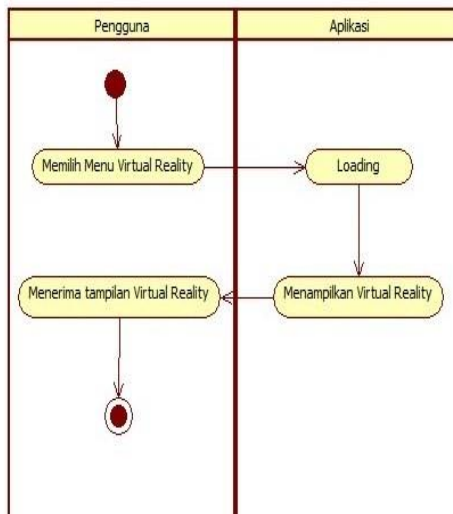 Pengguna
Aplikasi
Memilih Menu Virtual Reality
Loading
Menerima tampilan Virtual Reality
Menampilkan Virtual Reality